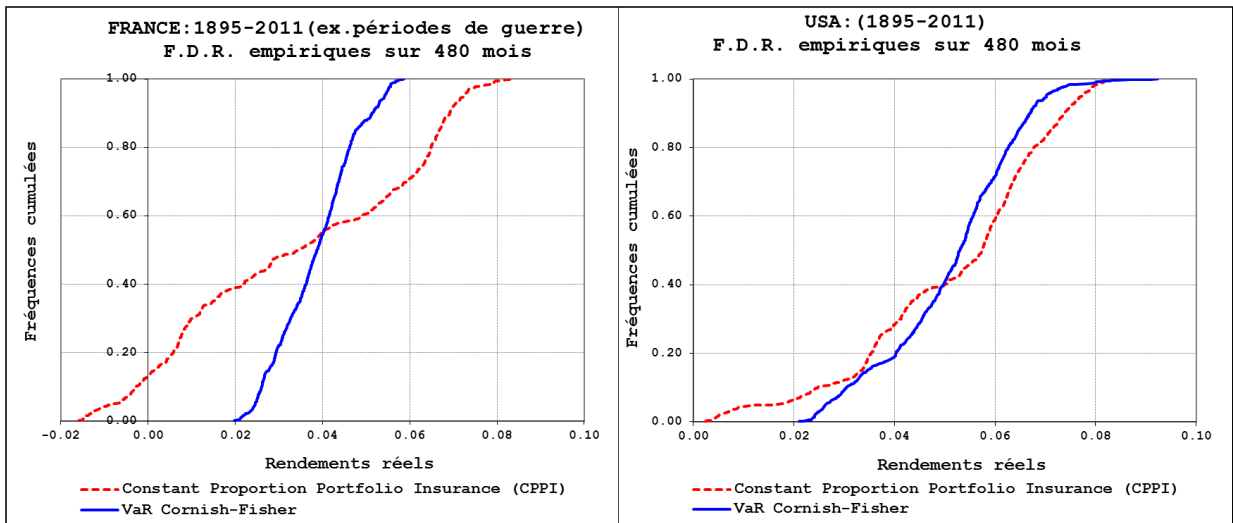 FRANCE:1895-2011(ex.périodes de guerre)
F.D.R. empiriques sur 480 mois
Fréquences cumulées
1.00
0.80
0.60
0.40
0.20
0.00
-0.02 0.00 0.02 0.04 0.06 0.08 0.10
Rendements réels
Constant Proportion Portfolio Insurance (CPPI)
VaR Cornish-Fisher
USA:(1895-2011)
F.D.R. empiriques sur 480 mois
Fréquences cumulées
1.00
0.80
0.60
0.40
0.20
0.00
0.00 0.02 0.04 0.06 0.08 0.10
Rendements réels
Constant Proportion Portfolio Insurance (CPPI)
VaR Cornish-Fisher